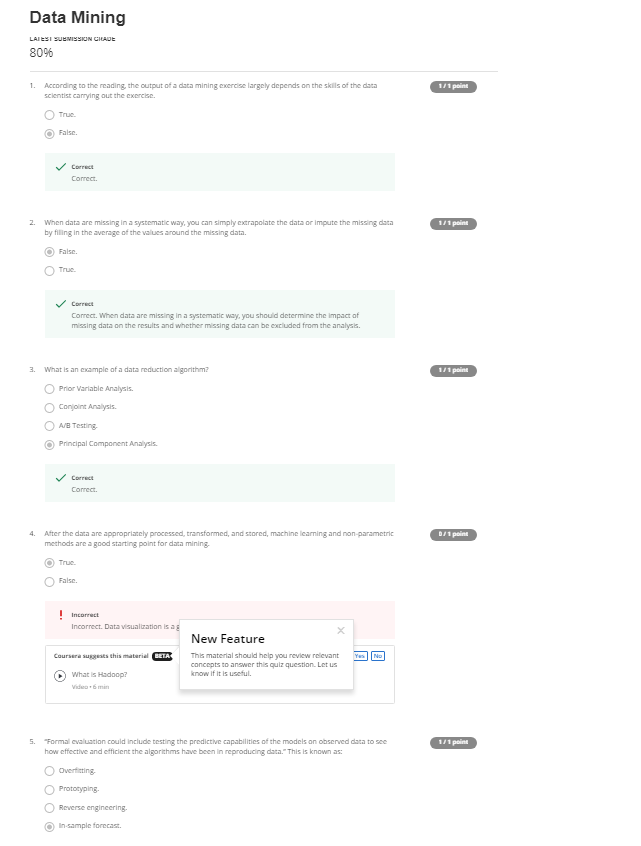 Data Mining
LATEST SUBMISSION GRADE
80%
1. According to the reading, the output of a data mining exercise largely depends on the skills of the data
scientist carrying out the exercise.
1 / 1 point
True.
False.
Correct
Correct.
2. When data are missing in a systematic way, you can simply extrapolate the data or impute the missing data
by filling in the average of the values around the missing data.
1 / 1 point
False.
True.
Correct
Correct. When data are missing in a systematic way, you should determine the impact of
missing data on the results and whether missing data can be excluded from the analysis.
3. What is an example of a data reduction algorithm?
1 / 1 point
Prior Variable Analysis.
Conjoint Analysis.
A/B Testing.
Principal Component Analysis.
Correct
Correct.
4. After the data are appropriately processed, transformed, and stored, machine learning and non-parametric
methods are a good starting point for data mining.
0 / 1 point
True.
False.
Incorrect
Incorrect. Data visualization is a
New Feature
This material should help you review relevant
concepts to answer this quiz question. Let us
know if it is useful.
Coursera suggests this material BETA
Yes No
What is Hadoop?
Video • 6 min
5. "Formal evaluation could include testing the predictive capabilities of the models on observed data to see
how effective and efficient the algorithms have been in reproducing data." This is known as:
1 / 1 point
Overfitting.
Prototyping.
Reverse engineering.
In-sample forecast.